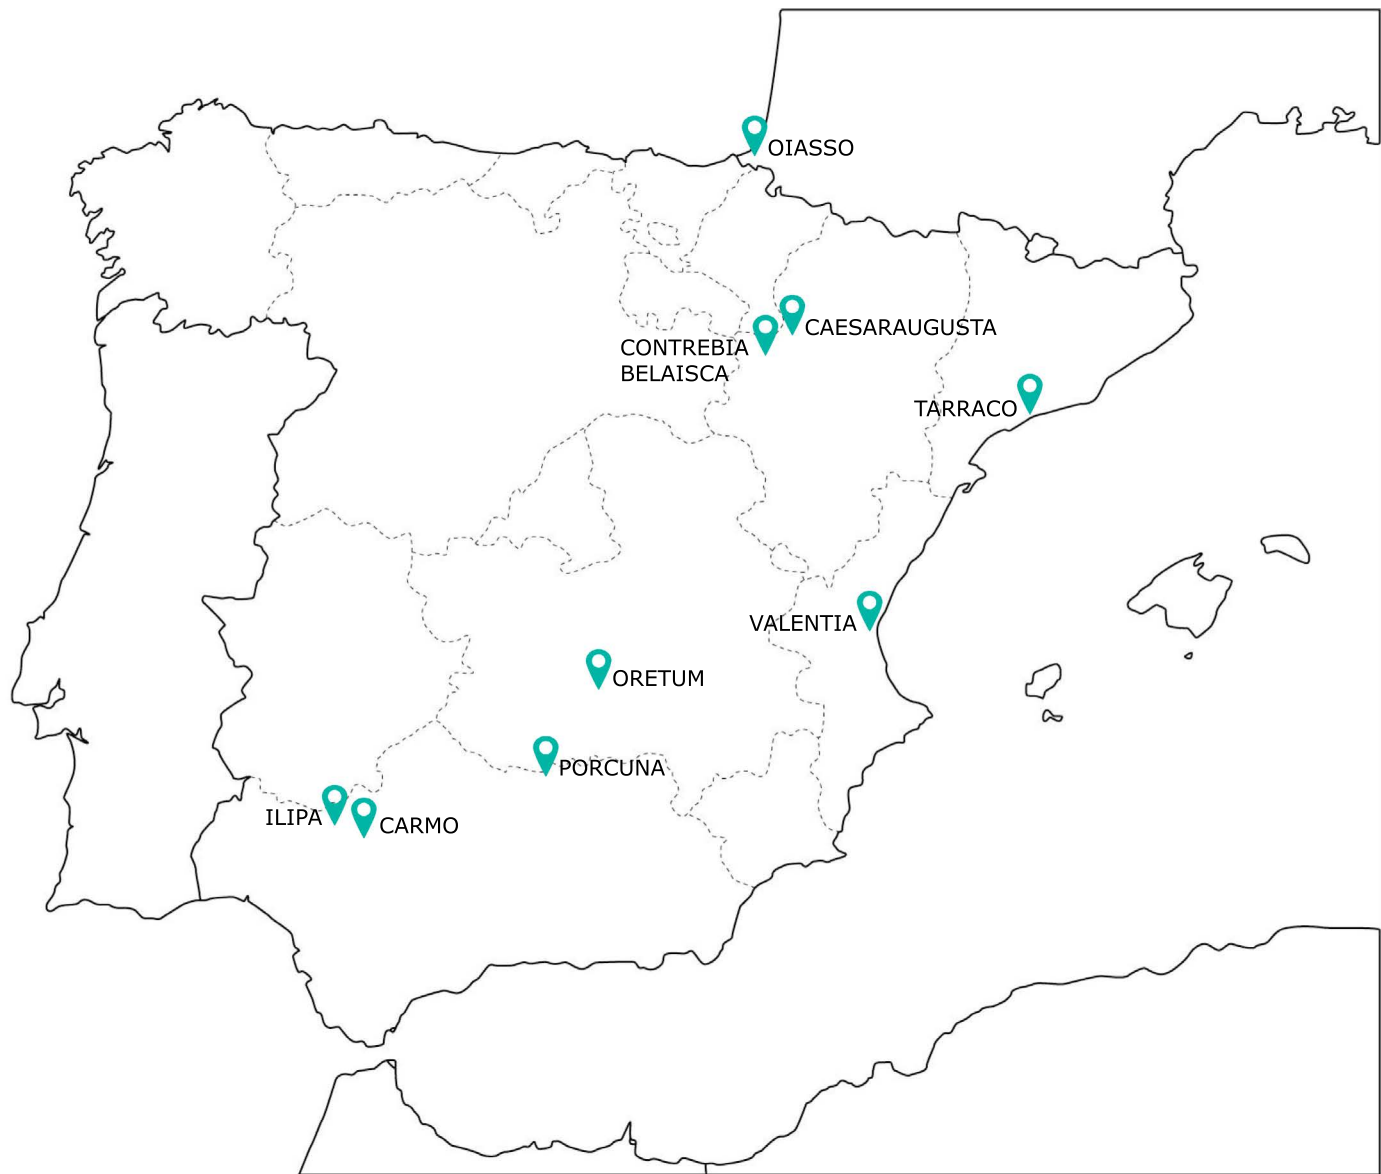 OIASSO
CAESARAUGUSTA
CONTREBIA
BELAISCA
TARRACO
VALENTIA
ORETUM
PORCUNA
ILIPA
CARMO